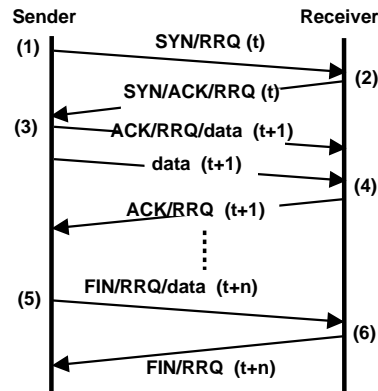 Sender Receiver
(1) SYN/RRQ (t)
(2)
SYN/ACK/RRQ (t)
(3) ACK/RRQ/data (t+1)
data (t+1)
(4)
ACK/RRQ (t+1)
FIN/RRQ/data (t+n)
(5)
(6)
FIN/RRQ (t+n)